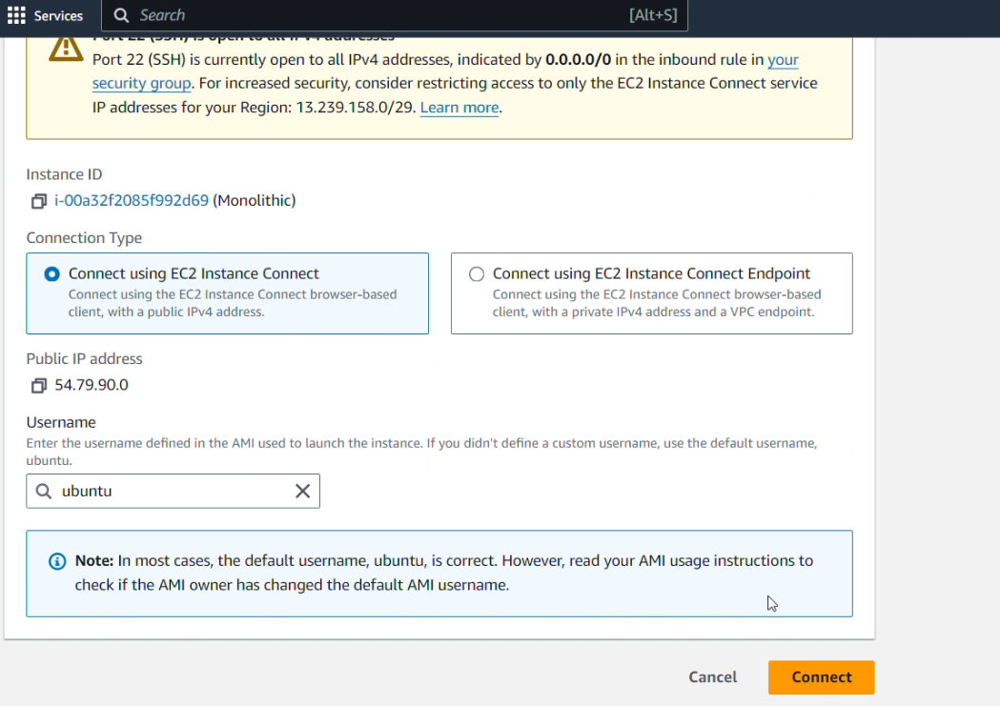 Services
Search
[Alt+S]
Port 22 (SSH) is open to all IPv4 addresses
Port 22 (SSH) is currently open to all IPv4 addresses, indicated by 0.0.0.0/0 in the inbound rule in your
security group. For increased security, consider restricting access to only the EC2 Instance Connect service
IP addresses for your Region: 13.239.158.0/29. Learn more.
Instance ID
i-00a32f2085f992d69 (Monolithic)
Connection Type
Connect using EC2 Instance Connect
Connect using the EC2 Instance Connect browser-based
client, with a public IPv4 address.
Connect using EC2 Instance Connect Endpoint
Connect using the EC2 Instance Connect browser-based
client, with a private IPv4 address and a VPC endpoint.
Public IP address
54.79.90.0
Username
Enter the username defined in the AMI used to launch the instance. If you didn't define a custom username, use the default username,
ubuntu.
ubuntu
Note: In most cases, the default username, ubuntu, is correct. However, read your AMI usage instructions to
check if the AMI owner has changed the default AMI username.
Cancel
Connect